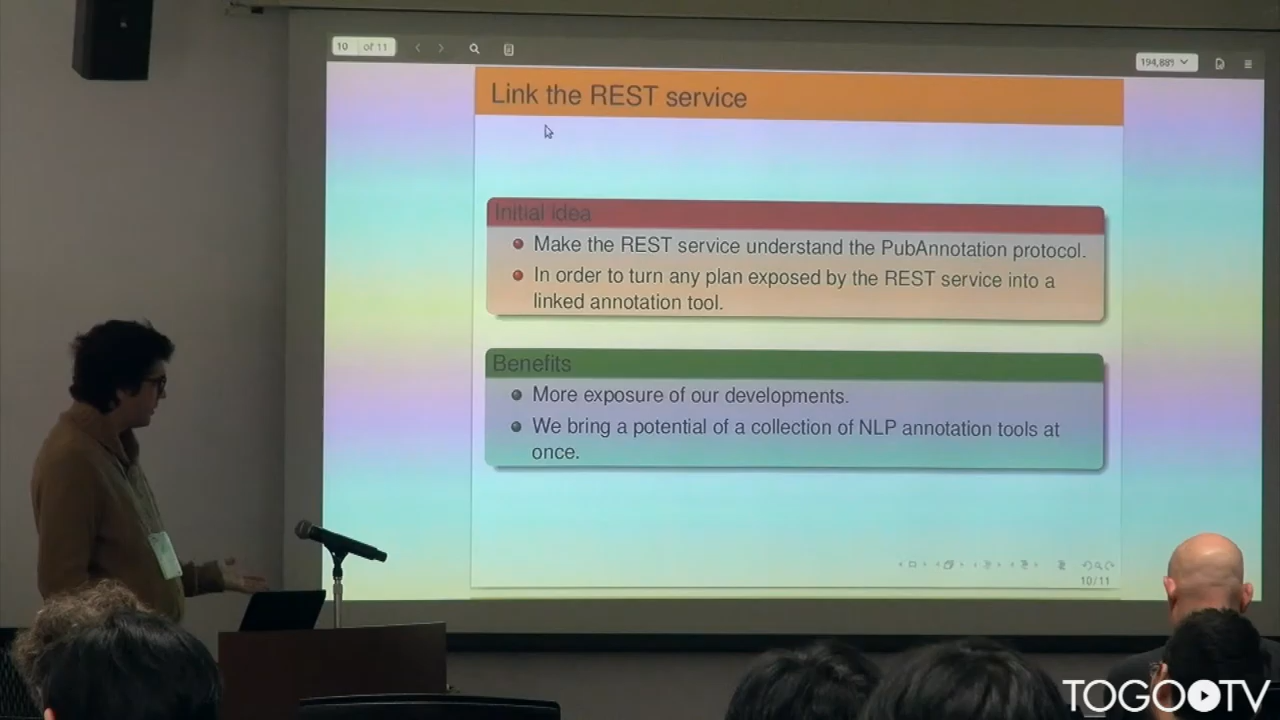 10 of 11
194,88%
Link the REST service
Initial idea
Make the REST service understand the PubAnnotation protocol.
In order to turn any plan exposed by the REST service into a
linked annotation tool.
Benefits
More exposure of our developments.
We bring a potential of a collection of NLP annotation tools at
once.
10/11
TOGOTV